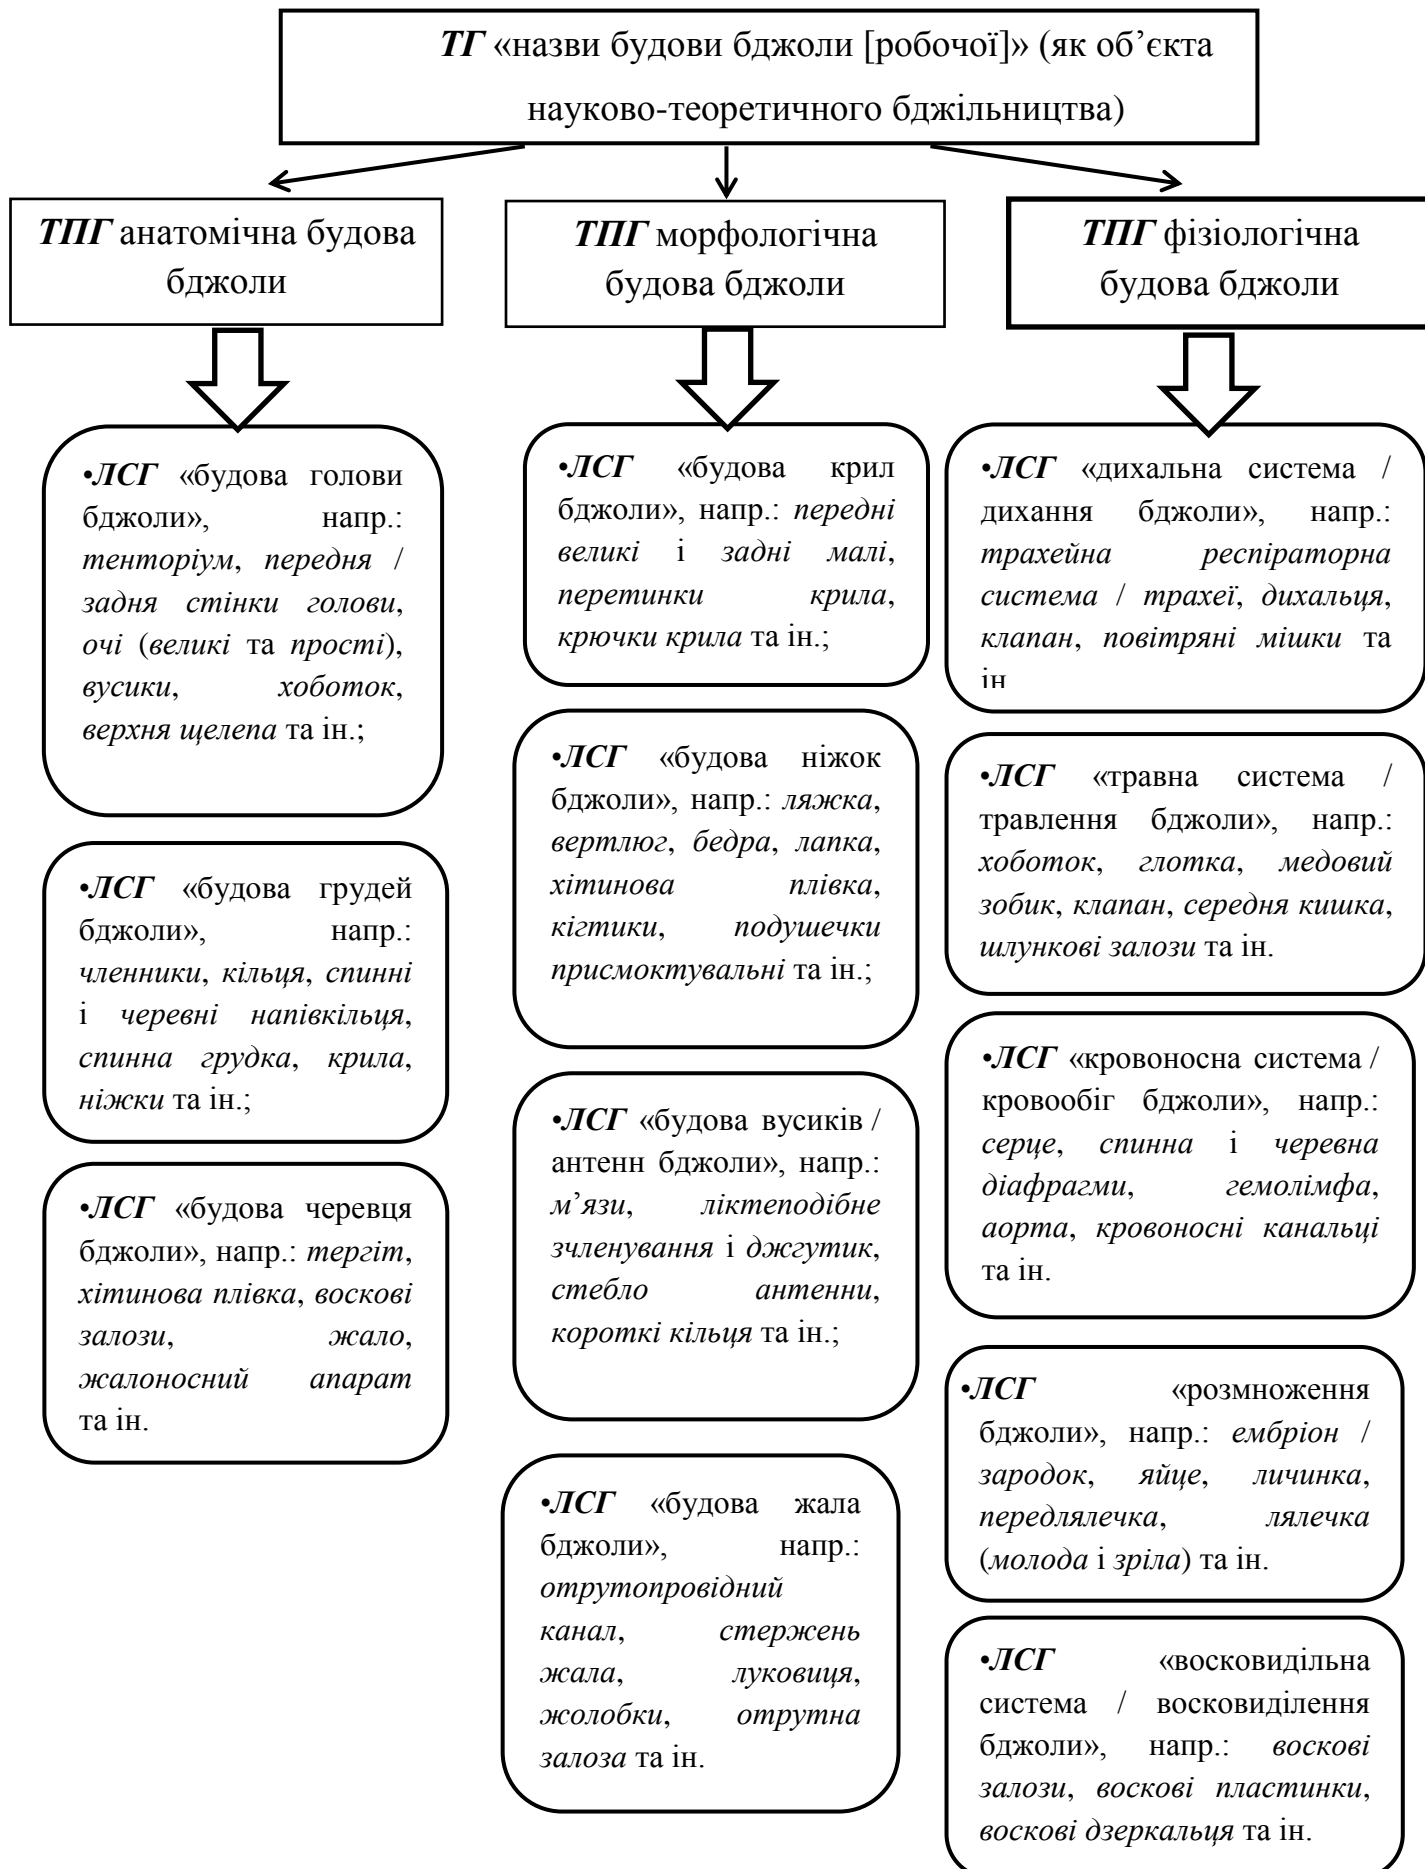 ТГ «назви будови бджоли [робочої]» (як об’єкта
науково-теоретичного бджільництва)
ТПГ анатомічна будова
бджоли
ТПГ морфологічна
будова бджоли
ТПГ фізіологічна
будова бджоли
•ЛСГ «будова голови
бджоли», напр.:
тенторіум, передня /
задня стінки голови,
очі (великі та прості),
вусики, хоботок,
верхня щелепа та ін.;
•ЛСГ «будова грудей
бджоли», напр.:
членники, кільця, спинні
і черевні напівкільця,
спинна грудка, крила,
ніжки та ін.;
•ЛСГ «будова черевця
бджоли», напр.: тергіт,
хітинова плівка, воскові
залози, жало,
жалоносний апарат
та ін.
•ЛСГ «будова крил
бджоли», напр.: передні
великі і задні малі,
перетинки крила,
крючки крила та ін.;
•ЛСГ «будова ніжок
бджоли», напр.: ляжка,
вертлюг, бедра, лапка,
хітинова плівка,
кігтики, подушечки
присмоктувальні та ін.;
•ЛСГ «будова вусиків /
антенн бджоли», напр.:
м’язи, ліктеподібне
зчленування і джгутик,
стебло антенни,
короткі кільця та ін.;
•ЛСГ «будова жала
бджоли», напр.:
отрутопровідний
канал, стержень
жала, луковиця,
жолобки, отрутна
залоза та ін.
•ЛСГ «дихальна система /
дихання бджоли», напр.:
трахейна респіраторна
система / трахеї, дихальця,
клапан, повітряні мішки та
ін
•ЛСГ «травна система /
травлення бджоли», напр.:
хоботок, глотка, медовий
зобик, клапан, середня кишка,
шлункові залози та ін.
•ЛСГ «кровоносна система /
кровообіг бджоли», напр.:
серце, спинна і черевна
діафрагми, гемолімфа,
аорта, кровоносні канальці
та ін.
•ЛСГ «розмноження
бджоли», напр.: ембріон /
зародок, яйце, личинка,
передлялечка, лялечка
(молода і зріла) та ін.
•ЛСГ «восковидільна
система / восковиділення
бджоли», напр.: воскові
залози, воскові пластинки,
воскові дзеркальця та ін.